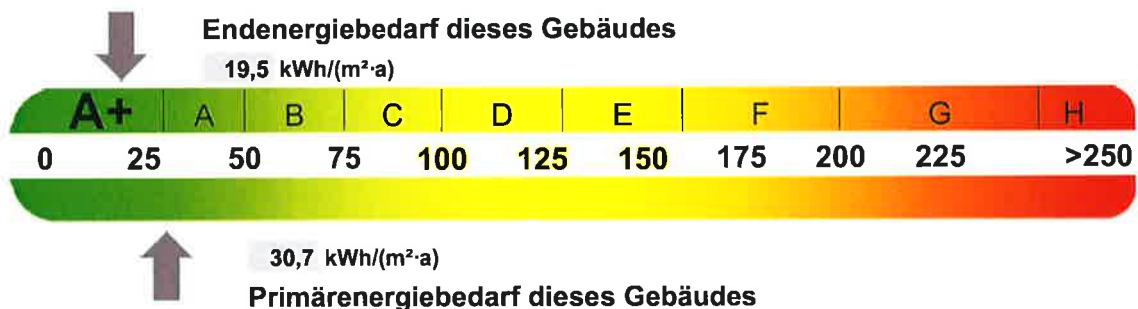 Endenergiebedarf dieses Gebäudes
19,5 kWh/(m²·a)
A+ A B C D E F G H
0 25 50 75 100 125 150 175 200 225 >250
30,7 kWh/(m²·a)
Primärenergiebedarf dieses Gebäudes